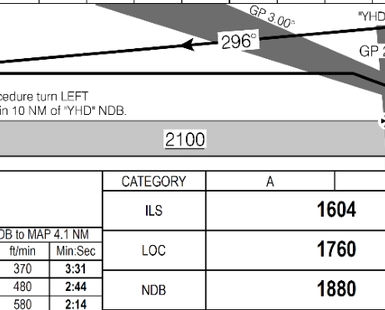 GP 3.00°
"YHD"
296°
GP 2
cedure turn LEFT
in 10 NM of "YHD" NDB.
2100
CATEGORY A
ILS 1604
LOC 1760
NDB 1880
DB to MAP 4.1 NM
ft/min Min:Sec
370 3:31
480 2:44
580 2:14